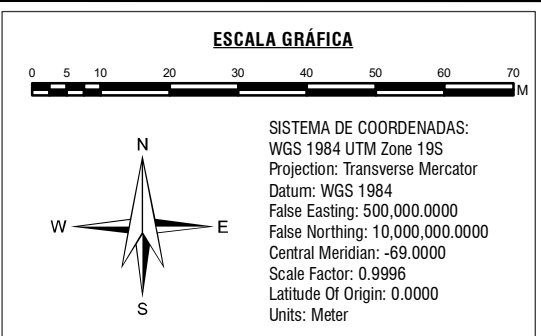 ESCALA GRÁFICA
0 5 10 20 30 40 50 60 70
M
SISTEMA DE COORDENADAS:
WGS 1984 UTM Zone 19S
Projection: Transverse Mercator
Datum: WGS 1984
False Easting: 500,000.0000
False Northing: 10,000,000.0000
Central Meridian: -69.0000
Scale Factor: 0.9996
Latitude Of Origin: 0.0000
Units: Meter
N
W E
S